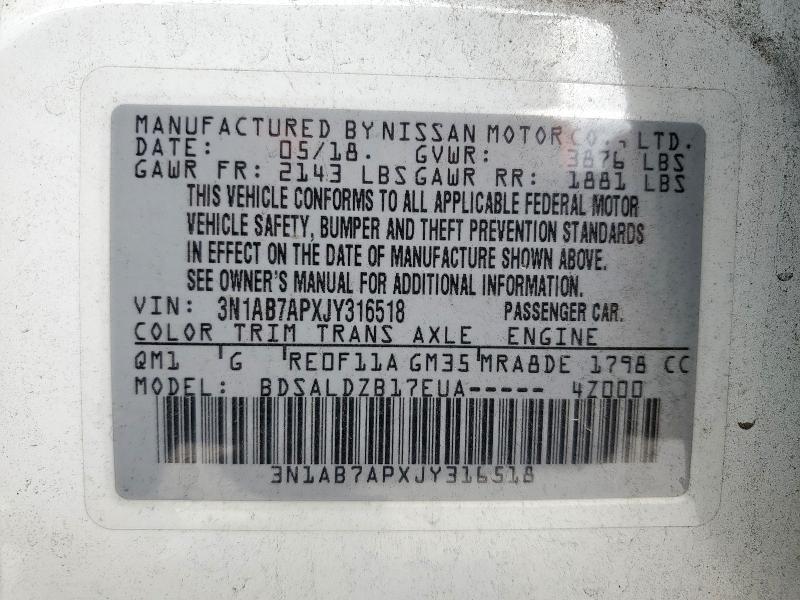 MANUFACTURED BY NISSAN MOTOR CO., LTD.
DATE: 05/18. GVWR: 3876 LBS
GAWR FR: 2143 LBS GAWR RR: 1881 LBS
THIS VEHICLE CONFORMS TO ALL APPLICABLE FEDERAL MOTOR
VEHICLE SAFETY, BUMPER AND THEFT PREVENTION STANDARDS
IN EFFECT ON THE DATE OF MANUFACTURE SHOWN ABOVE.
SEE OWNER'S MANUAL FOR ADDITIONAL INFORMATION.
VIN: 3N1AB7APXJY316518 PASSENGER CAR.
COLOR TRIM TRANS AXLE ENGINE
QM1 G RE0F11A GM35 MRA8DE 1798 CC
MODEL: BDSALDZB17EUA----- 4Z000
3N1AB7APXJY316518